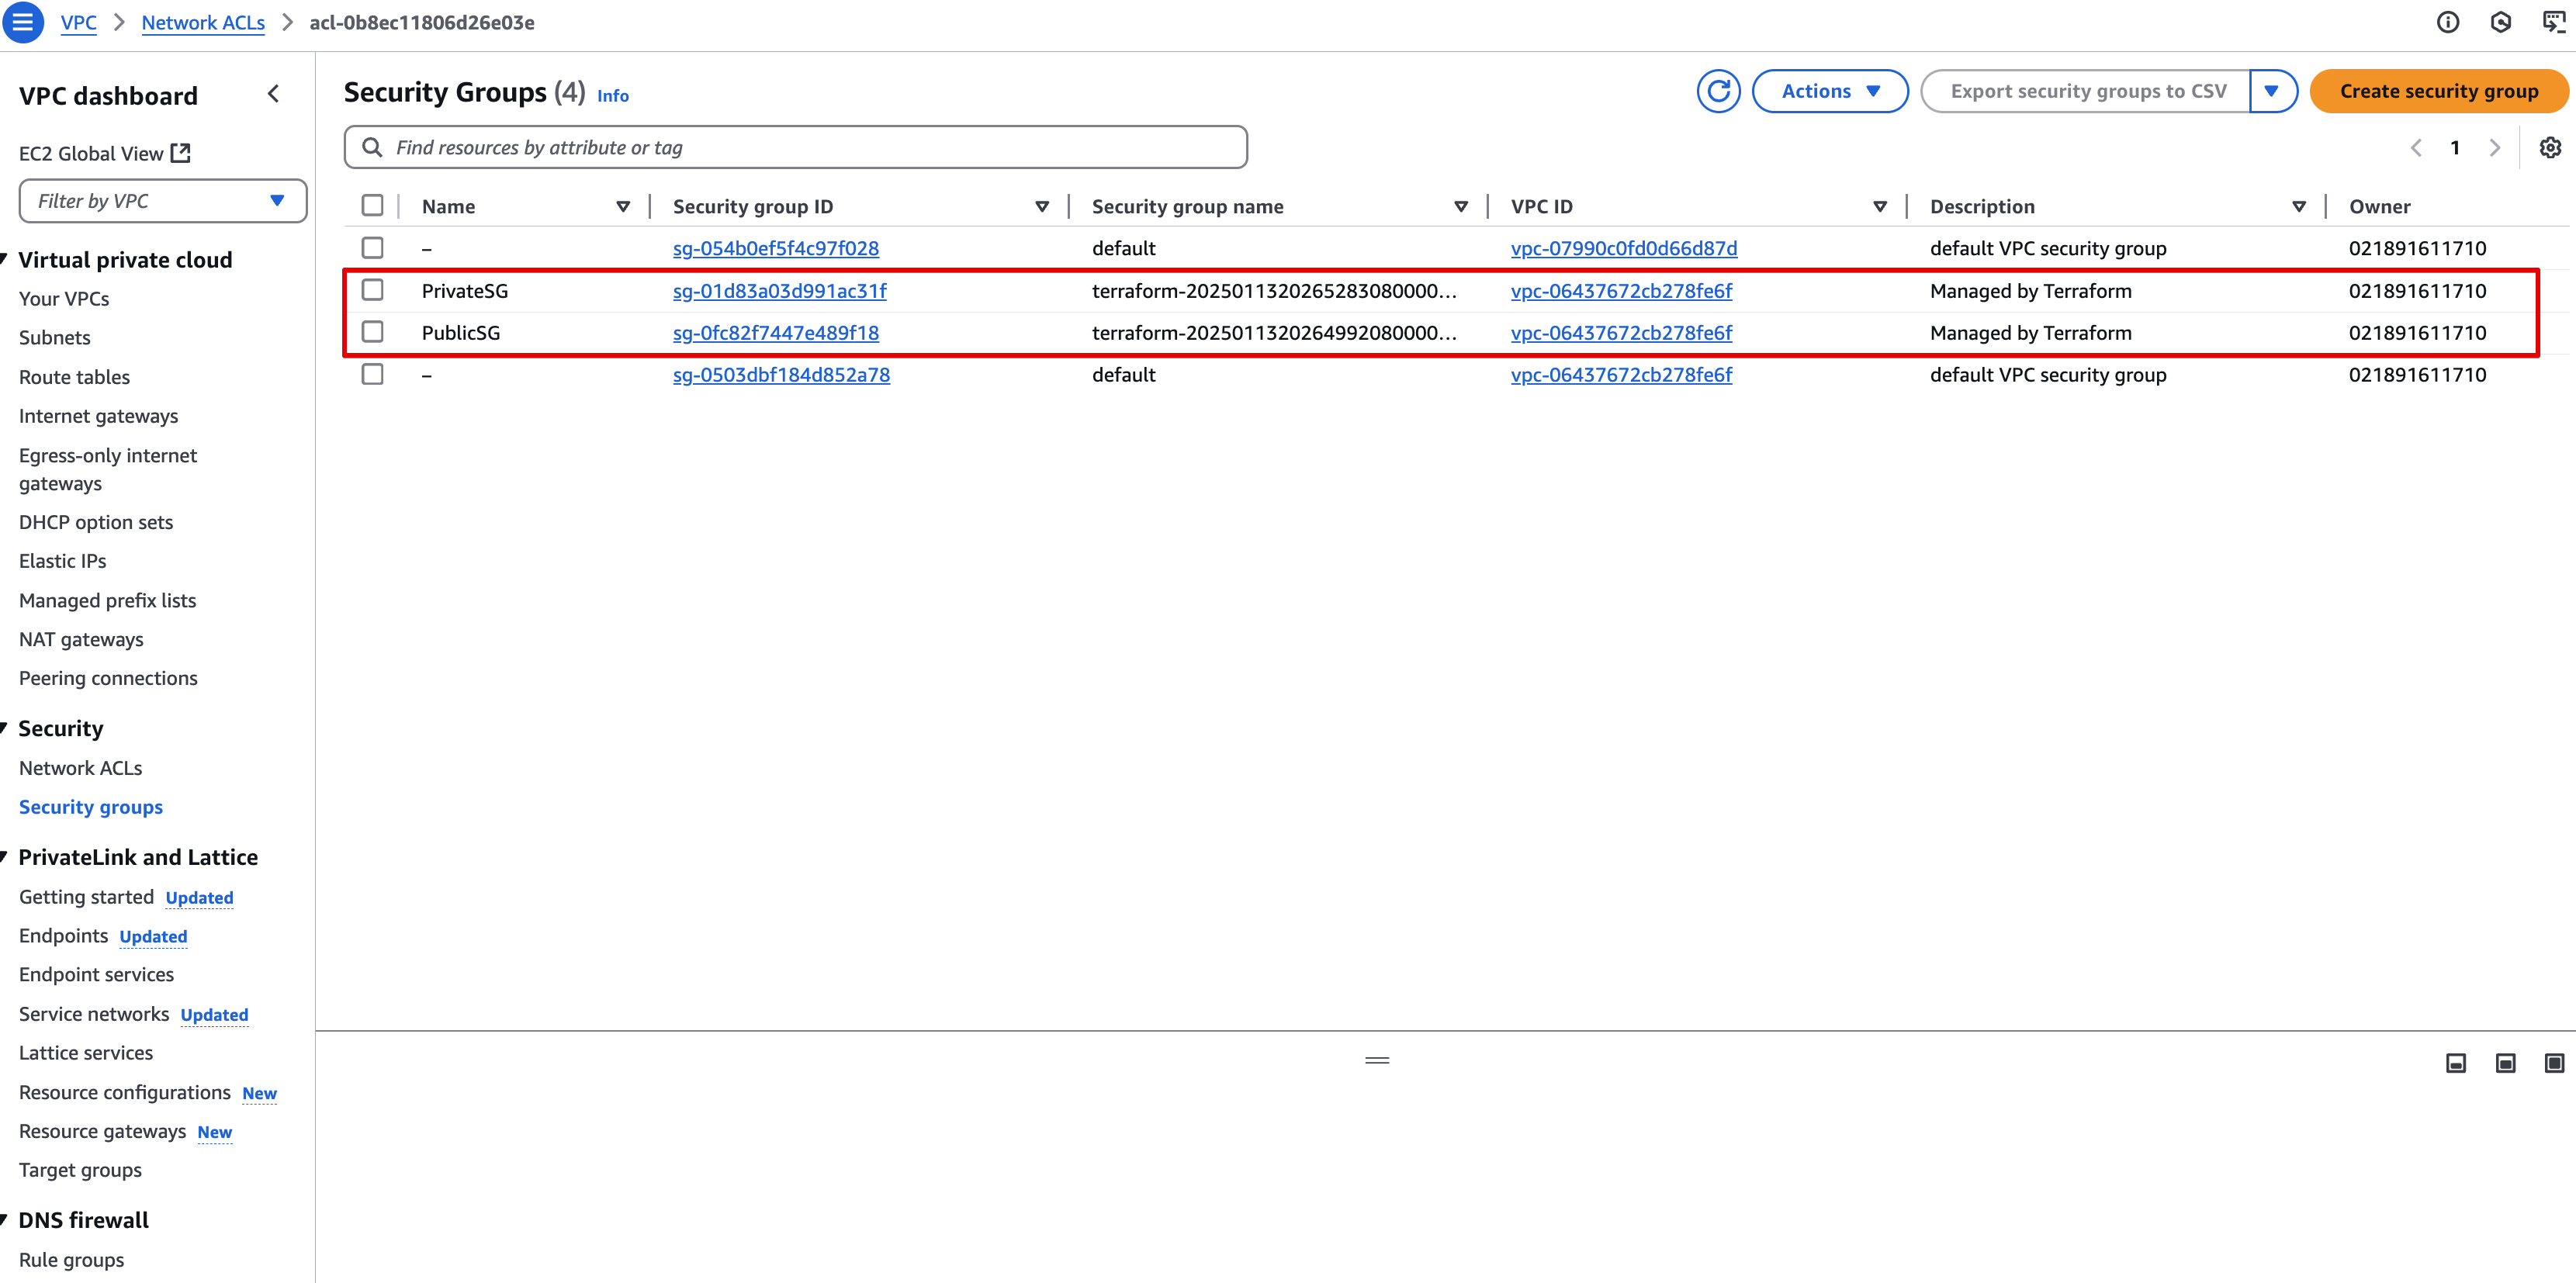 VPC > Network ACLs > acl-0b8ec11806d26e03e
VPC dashboard
EC2 Global View
Filter by VPC
Virtual private cloud
Your VPCs
Subnets
Route tables
Internet gateways
Egress-only internet
gateways
DHCP option sets
Elastic IPs
Managed prefix lists
NAT gateways
Peering connections
Security
Network ACLs
Security groups
PrivateLink and Lattice
Getting started Updated
Endpoints Updated
Endpoint services
Service networks Updated
Lattice services
Resource configurations New
Resource gateways New
Target groups
DNS firewall
Rule groups
Security Groups (4) Info
Actions
Export security groups to CSV
Create security group
Find resources by attribute or tag
1
Name Security group ID Security group name VPC ID Description Owner
– sg-054b0ef5f4c97f028 default vpc-07990c0fd0d66d87d default VPC security group 021891611710
PrivateSG sg-01d83a03d991ac31f terraform-20250113202652830800​00... vpc-06437672cb278fe6f Managed by Terraform 021891611710
PublicSG sg-0fc82f7447e489f18 terraform-2025011320264992080000... vpc-06437672cb278fe6f Managed by Terraform 021891611710
– sg-0503dbf184d852a78 default vpc-06437672cb278fe6f default VPC security group 021891611710